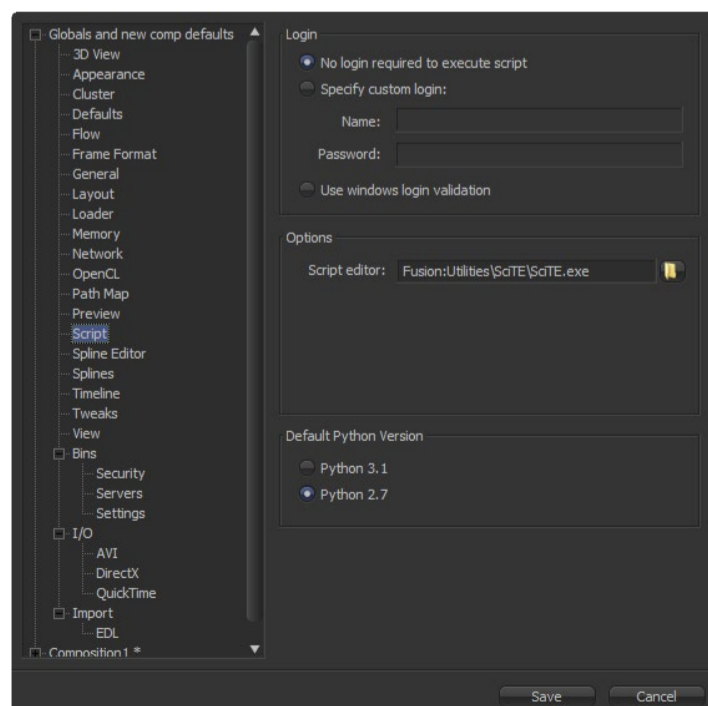 Globals and new comp defaults
3D View
Appearance
Cluster
Defaults
Flow
Frame Format
General
Layout
Loader
Memory
Network
OpenCL
Path Map
Preview
Script
Spline Editor
Splines
Timeline
Tweaks
View
Bins
Security
Servers
Settings
I/O
AVI
DirectX
QuickTime
Import
EDL
Composition1 *
Login
No login required to execute script
Specify custom login:
Name:
Password:
Use windows login validation
Options
Script editor: Fusion:Utilities\SciTE\SciTE.exe
Default Python Version
Python 3.1
Python 2.7
Save Cancel